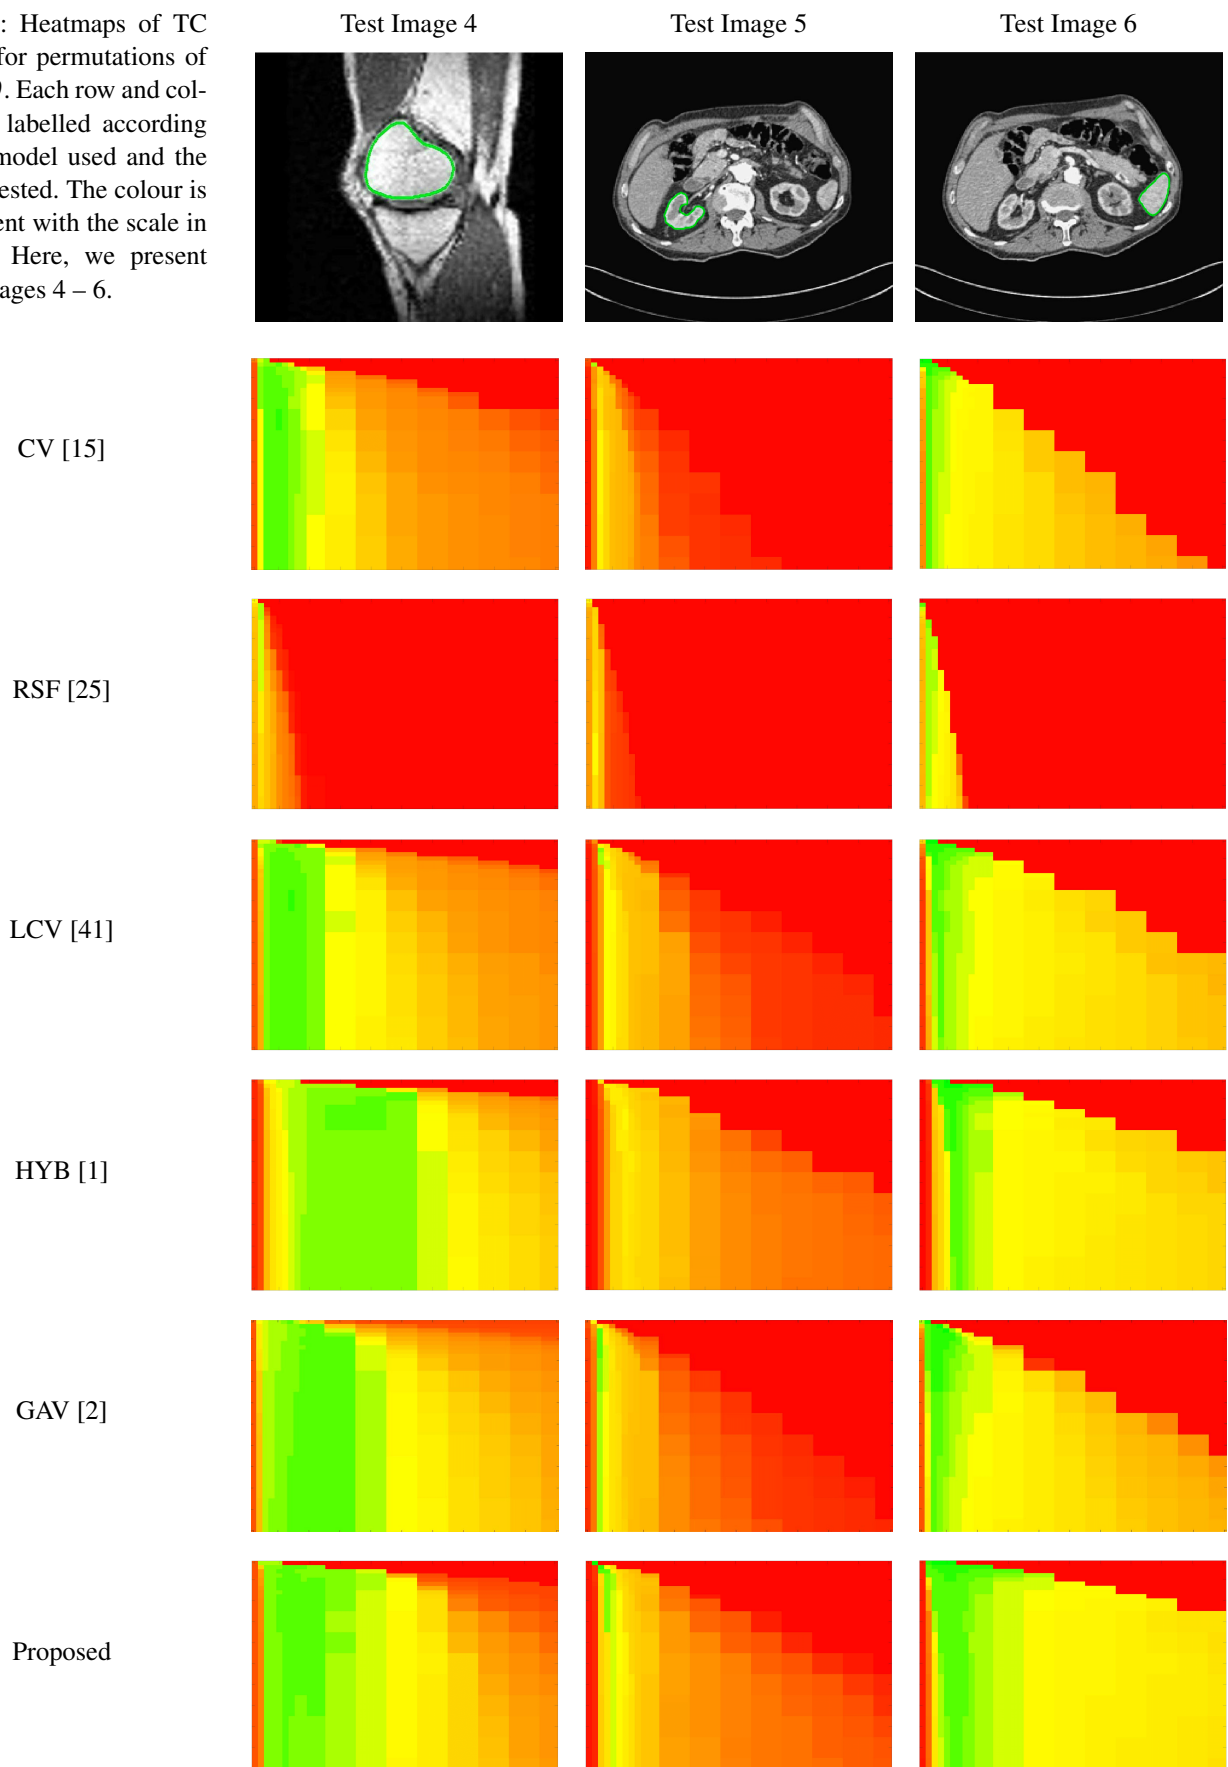 : Heatmaps of TC
for permutations of
. Each row and col-
labelled according
model used and the
ested. The colour is
ent with the scale in
Here, we present
ages 4 – 6.
Test Image 4
Test Image 5
Test Image 6
CV [15]
RSF [25]
LCV [41]
HYB [1]
GAV [2]
Proposed